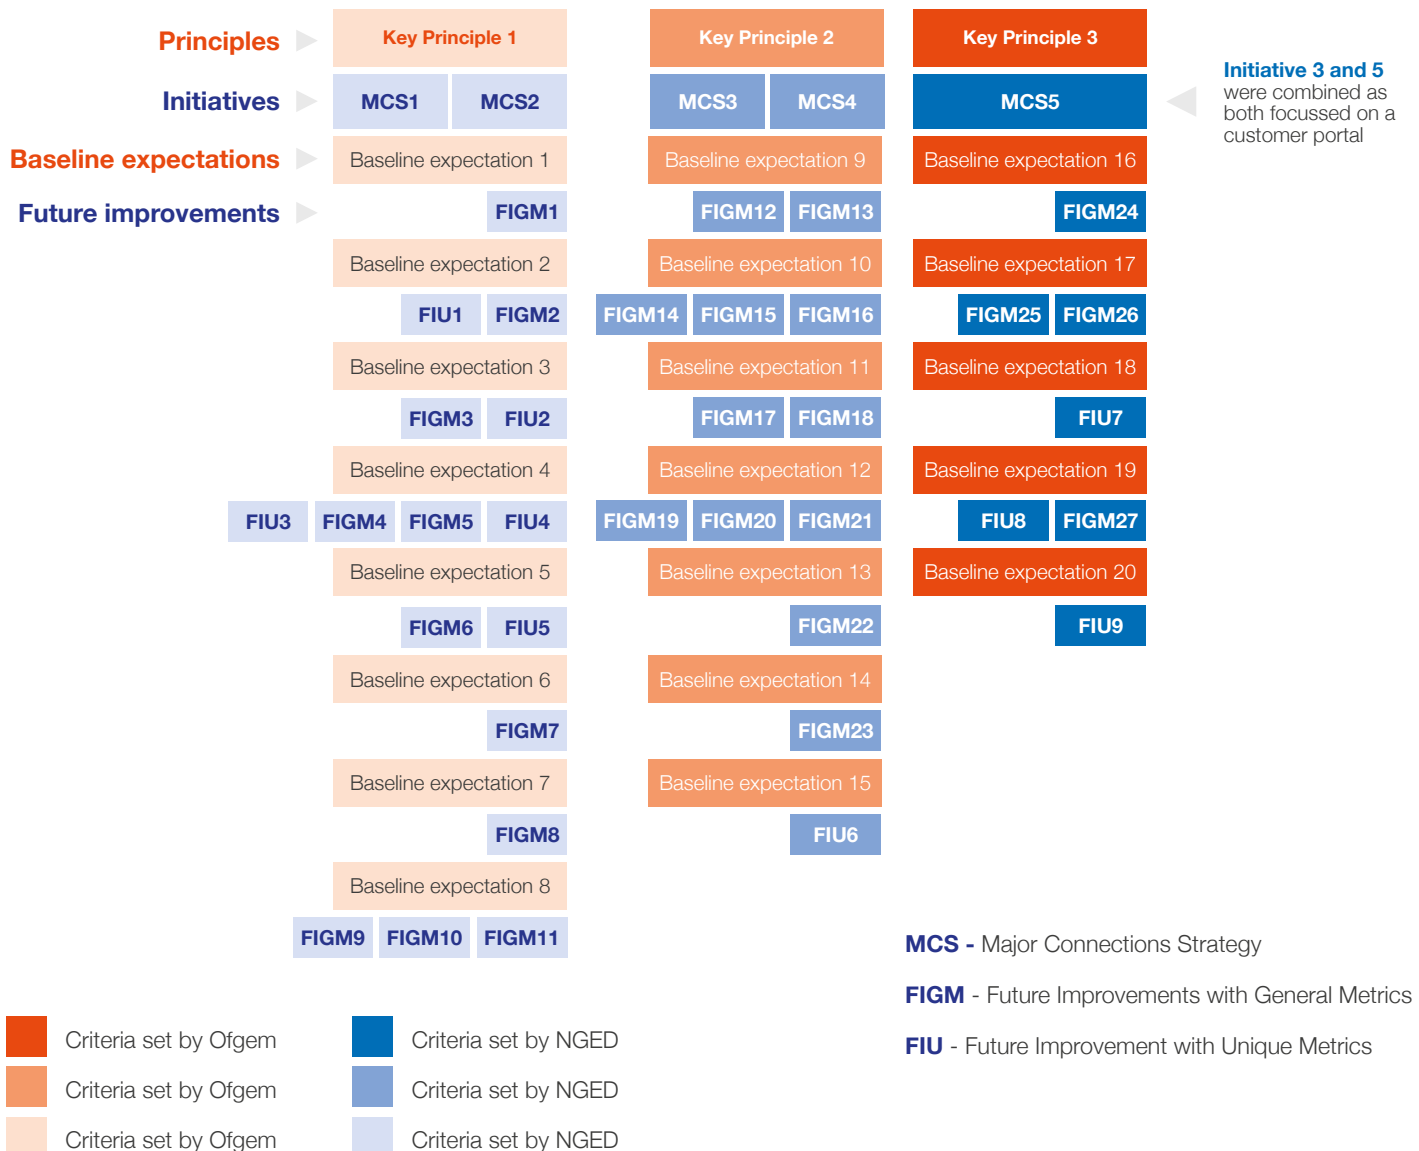 Principles
Key Principle 1
Key Principle 2
Key Principle 3
Initiatives
MCS1
MCS2
MCS3
MCS4
MCS5
Initiative 3 and 5
were combined as
both focussed on a
customer portal
Baseline expectations
Baseline expectation 1
Baseline expectation 9
Baseline expectation 16
Future improvements
FIGM1
FIGM12
FIGM13
FIGM24
Baseline expectation 2
Baseline expectation 10
Baseline expectation 17
FIU1
FIGM2
FIGM14
FIGM15
FIGM16
FIGM25
FIGM26
Baseline expectation 3
Baseline expectation 11
Baseline expectation 18
FIGM3
FIU2
FIGM17
FIGM18
FIU7
Baseline expectation 4
Baseline expectation 12
Baseline expectation 19
FIU3
FIGM4
FIGM5
FIU4
FIGM19
FIGM20
FIGM21
FIU8
FIGM27
Baseline expectation 5
Baseline expectation 13
Baseline expectation 20
FIGM6
FIU5
FIGM22
FIU9
Baseline expectation 6
Baseline expectation 14
FIGM7
FIGM23
Baseline expectation 7
Baseline expectation 15
FIGM8
FIU6
Baseline expectation 8
FIGM9
FIGM10
FIGM11
MCS - Major Connections Strategy
FIGM - Future Improvements with General Metrics
FIU - Future Improvement with Unique Metrics
Criteria set by Ofgem
Criteria set by NGED
Criteria set by Ofgem
Criteria set by NGED
Criteria set by Ofgem
Criteria set by NGED